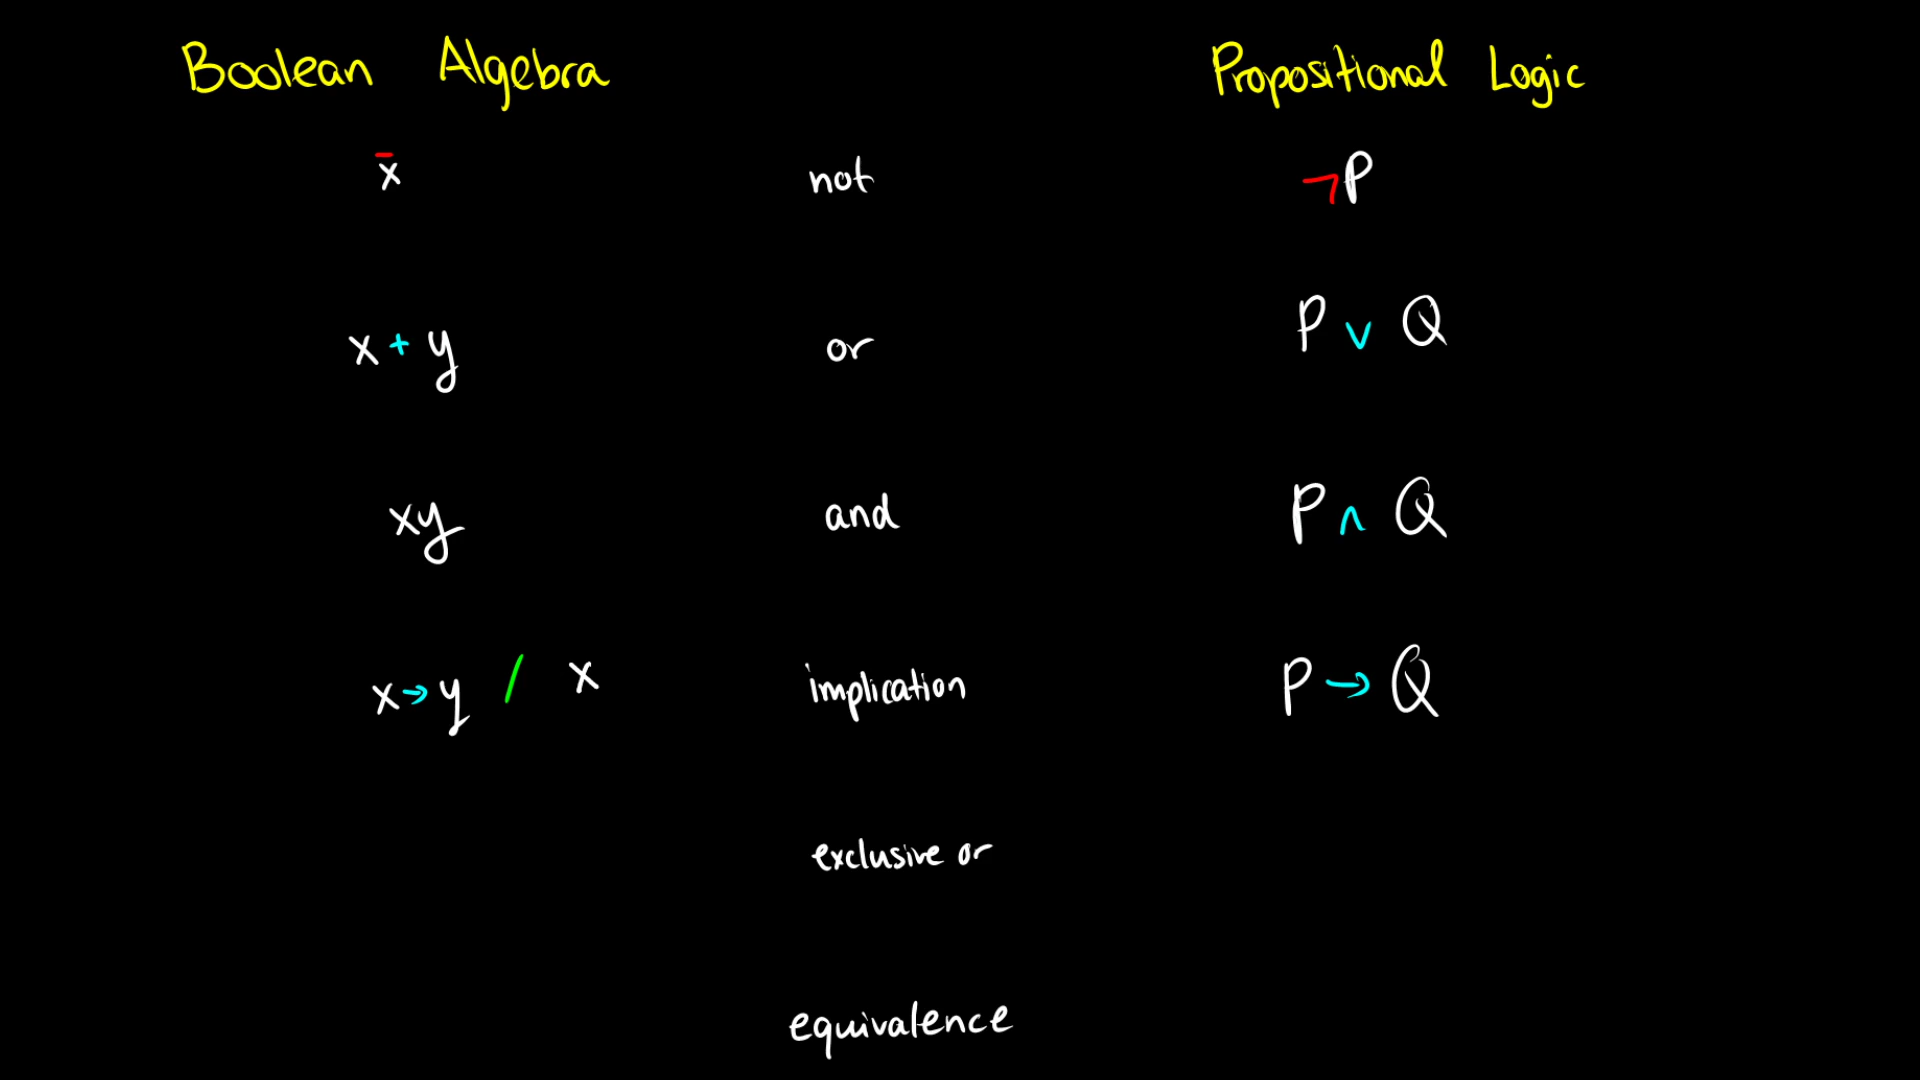 Boolean Algebra Propositional Logic
x̄ not ¬P
x + y or P ∨ Q
xy and P ∧ Q
x → y / x implication P → Q
exclusive or
equivalence